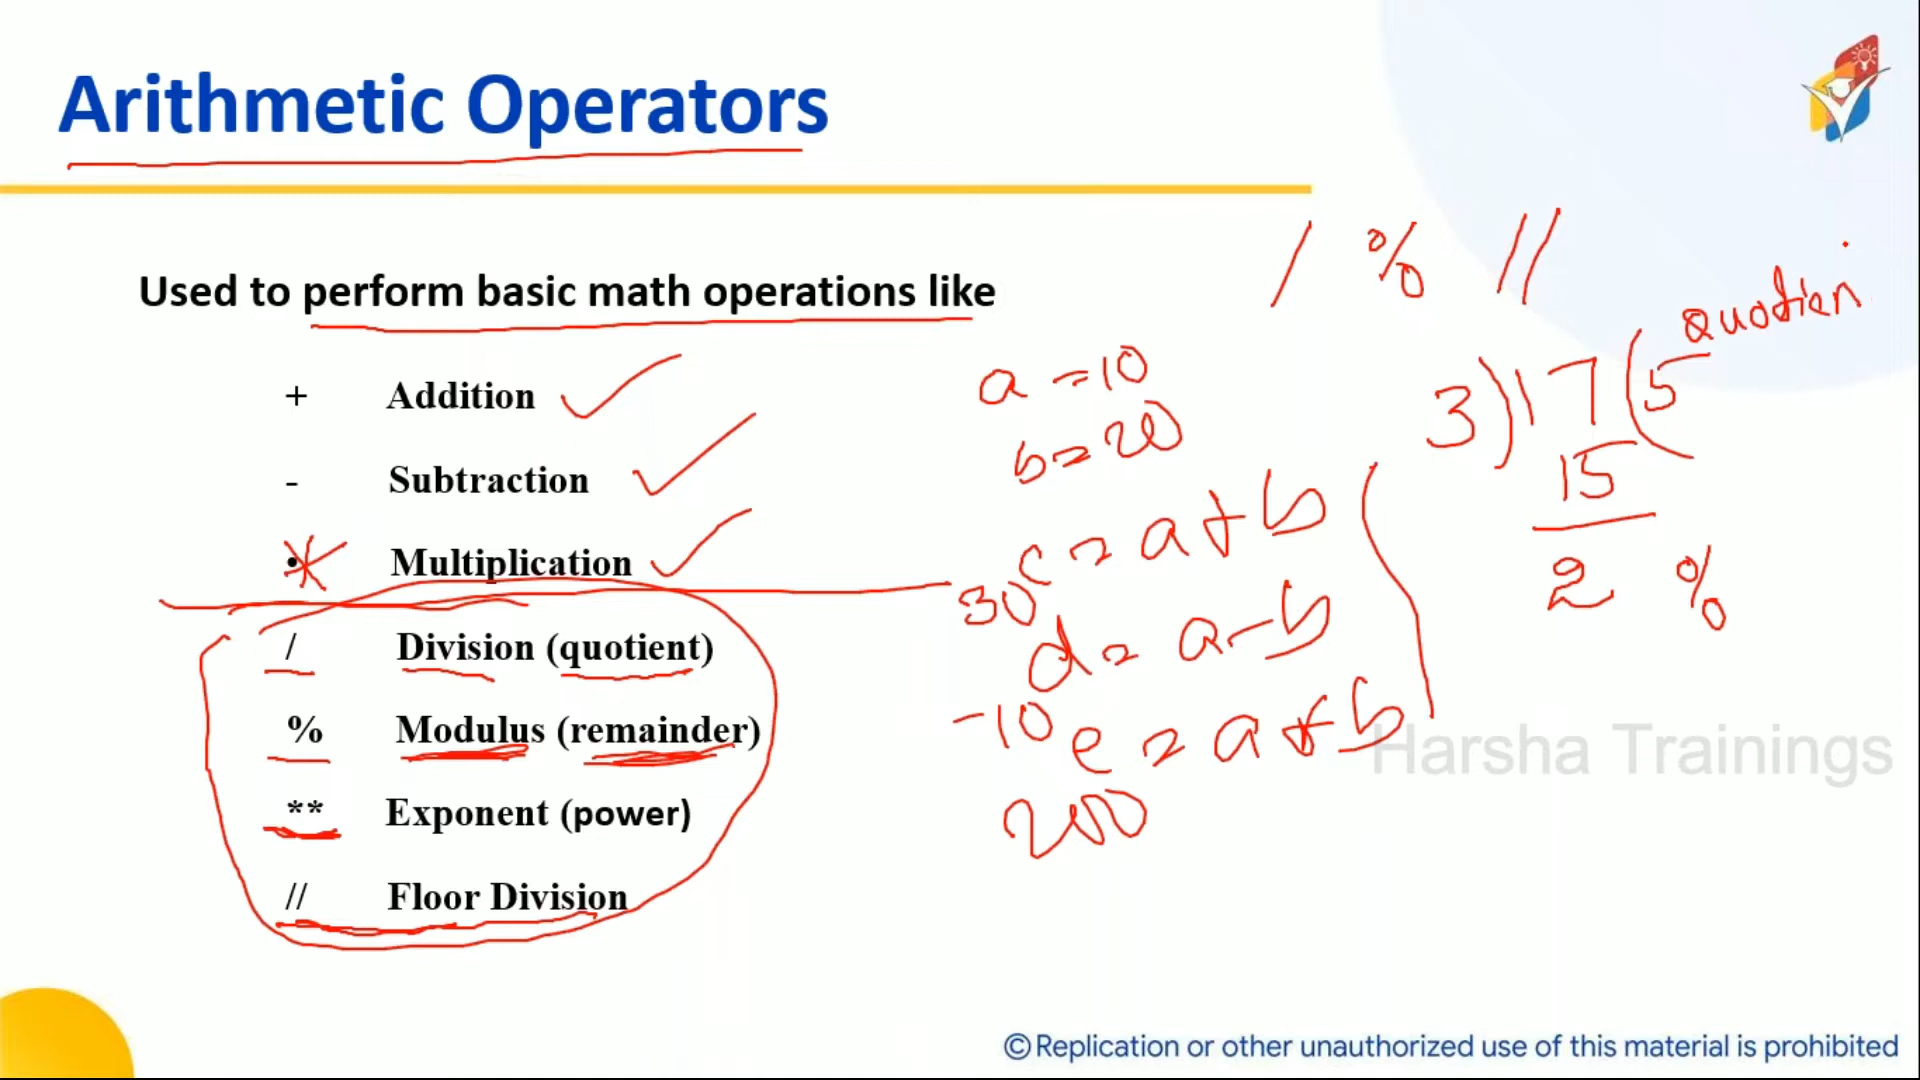 Arithmetic Operators
Used to perform basic math operations like
+ Addition
- Subtraction
* Multiplication
/ Division (quotient)
% Modulus (remainder)
** Exponent (power)
// Floor Division
/ % //
a = 10
b = 20
c = a + b
30
d = a - b
-10
e = a * b
200
quotien
3)17(5
15
2 %
Harsha Trainings
©Replication or other unauthorized use of this material is prohibited